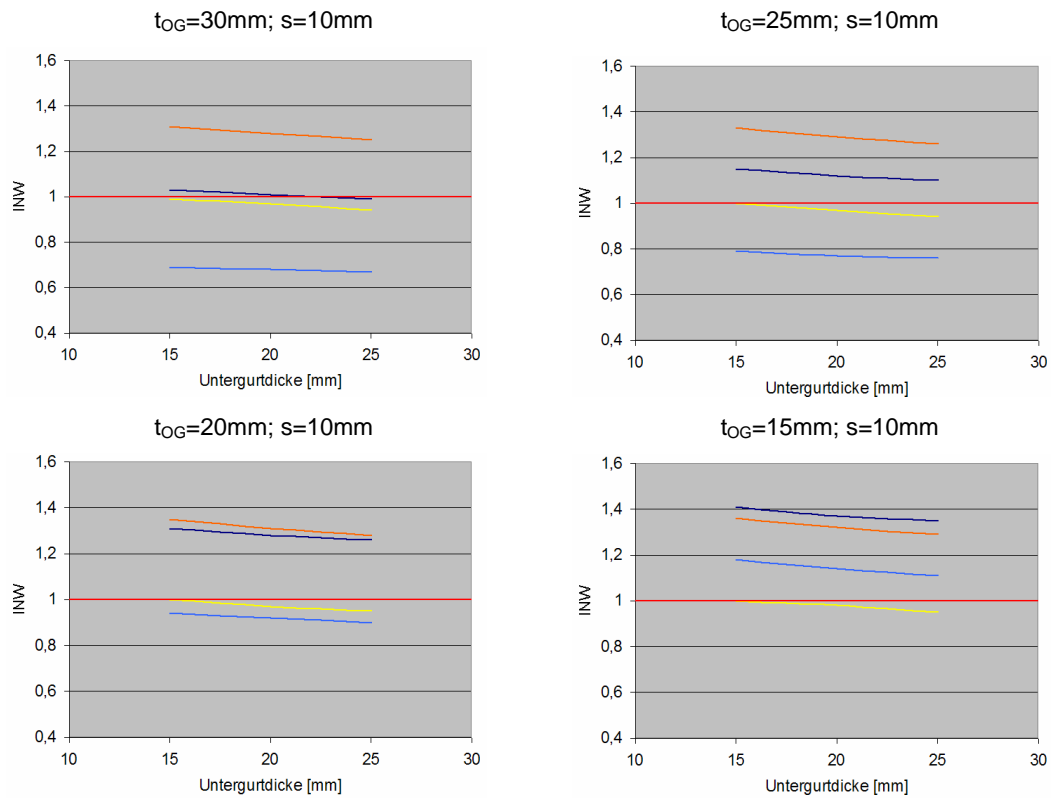 t_OG=30mm; s=10mm
1,6
1,4
1,2
1
0,8
0,6
0,4
INW
10 15 20 25 30
Untergurtdicke [mm]
t_OG=25mm; s=10mm
1,6
1,4
1,2
1
0,8
0,6
0,4
INW
10 15 20 25 30
Untergurtdicke [mm]
t_OG=20mm; s=10mm
1,6
1,4
1,2
1
0,8
0,6
0,4
INW
10 15 20 25 30
Untergurtdicke [mm]
t_OG=15mm; s=10mm
1,6
1,4
1,2
1
0,8
0,6
0,4
INW
10 15 20 25 30
Untergurtdicke [mm]